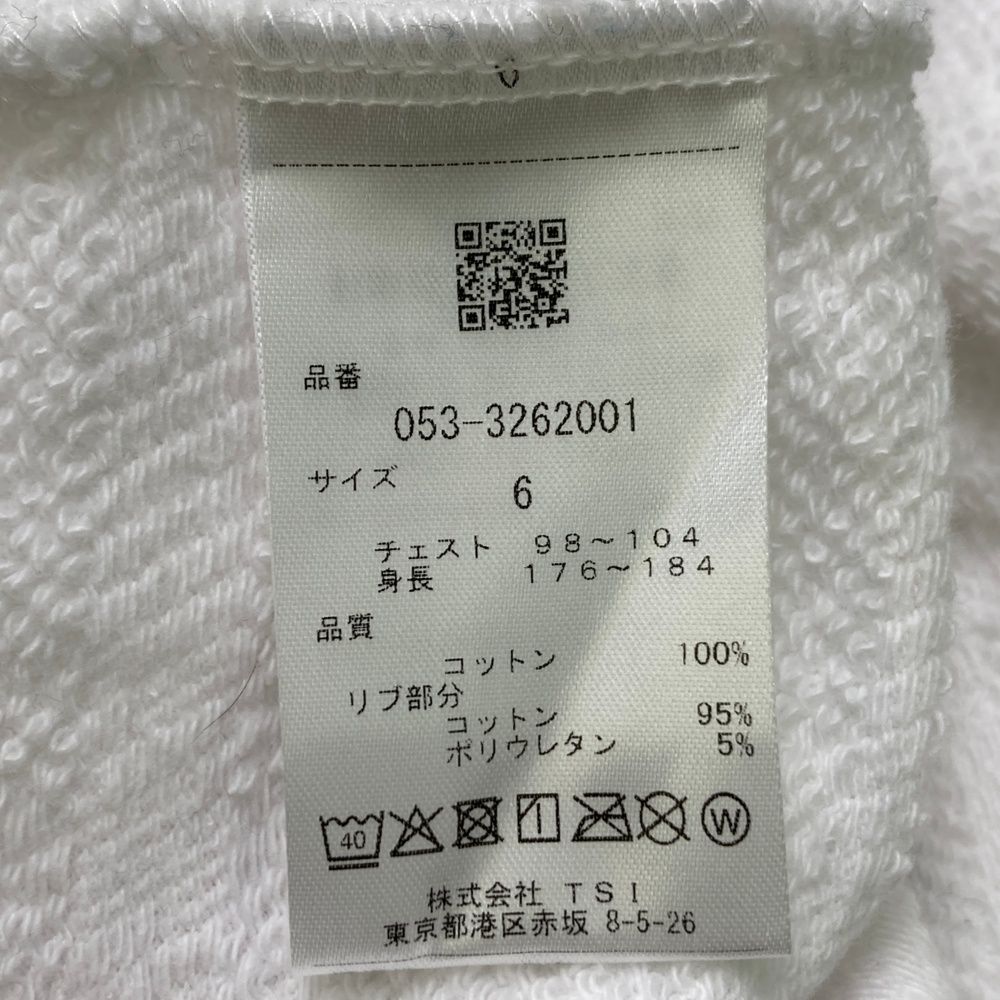 品番
053-3262001
サイズ 6
チェスト 98～104
身長 176～184
品質
コットン 100%
リブ部分
コットン 95%
ポリウレタン 5%
40 W
株式会社 TSI
東京都港区赤坂 8-5-26